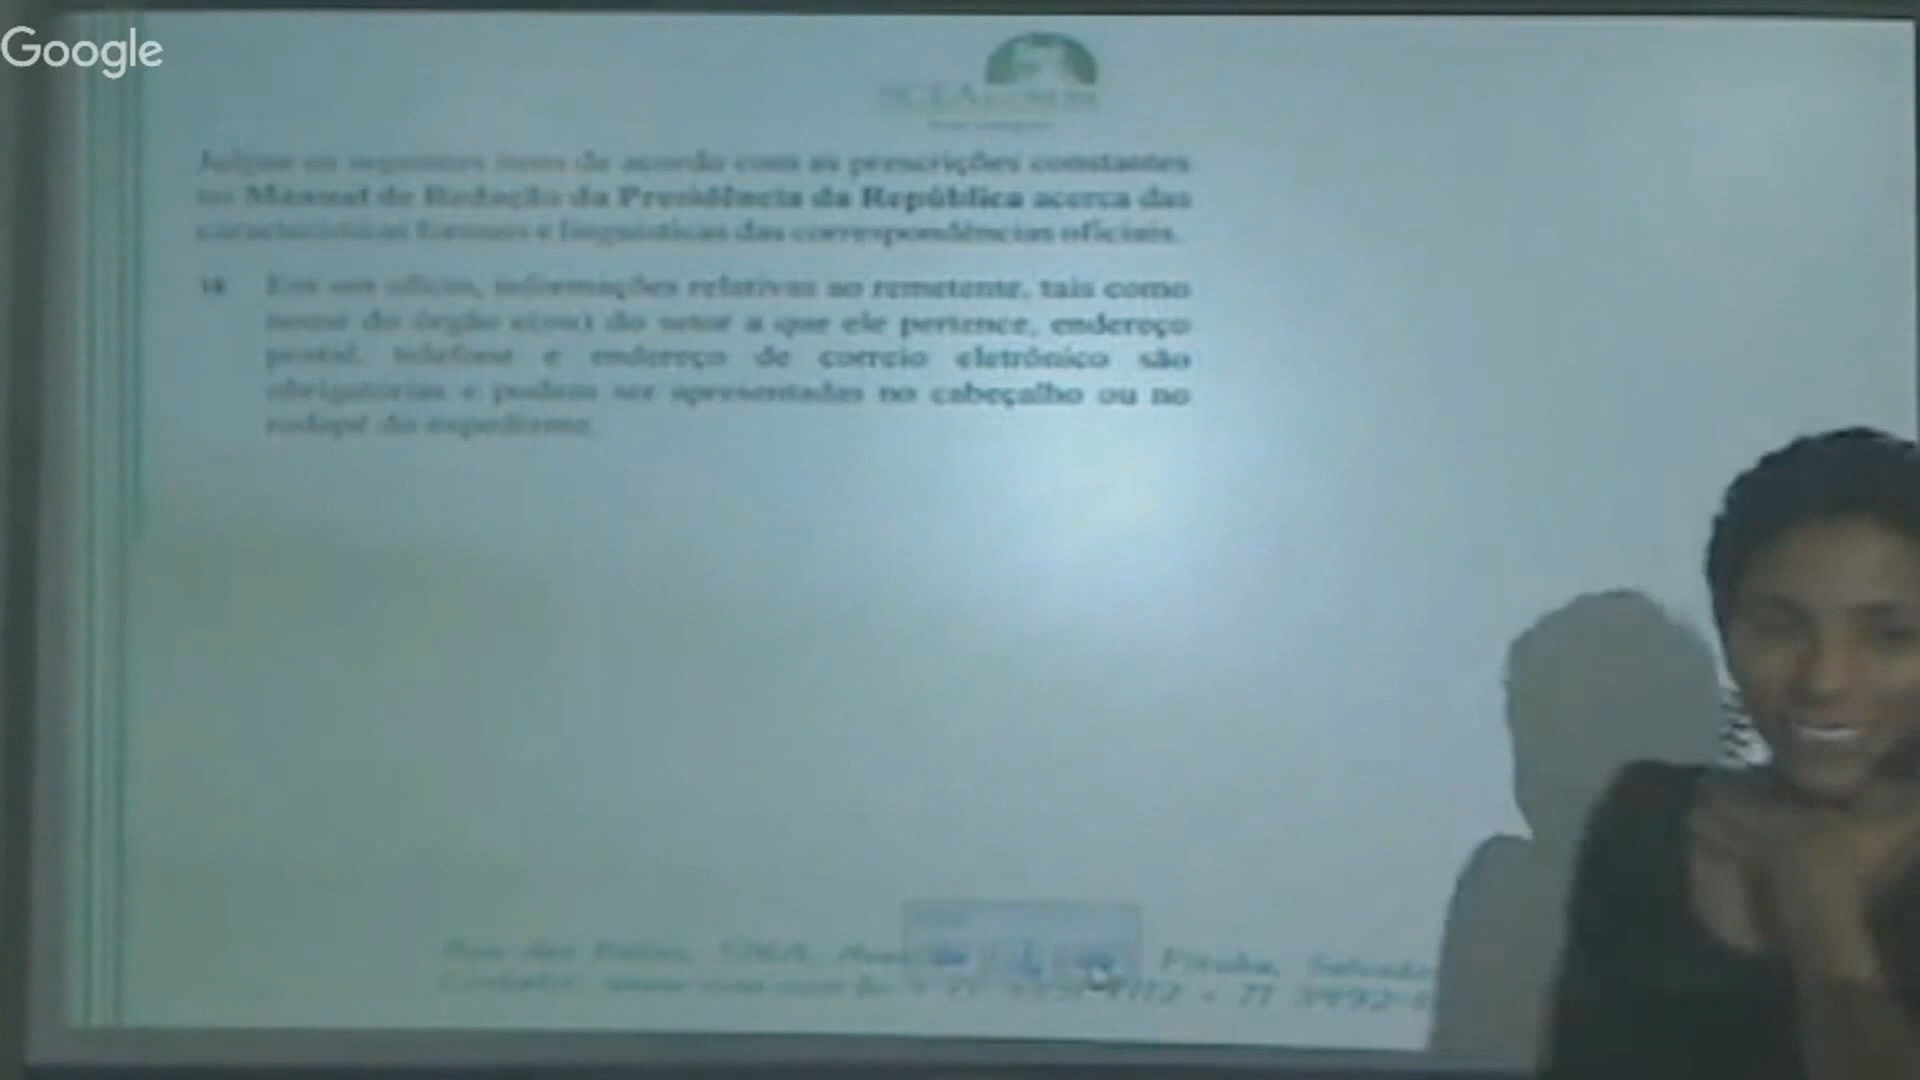 Google
Julgue os seguintes itens de acordo com as prescrições constantes
no Manual de Redação da Presidência da República acerca das
características formais e linguísticas das correspondências oficiais.
Em um ofício, informações relativas ao remetente, tais como
nome do órgão e(ou) do setor a que ele pertence, endereço
postal, telefone e endereço de correio eletrônico são
obrigatórias e podem ser apresentadas no cabeçalho ou no
rodapé do expediente.
Pituba, Salvado
Contato: